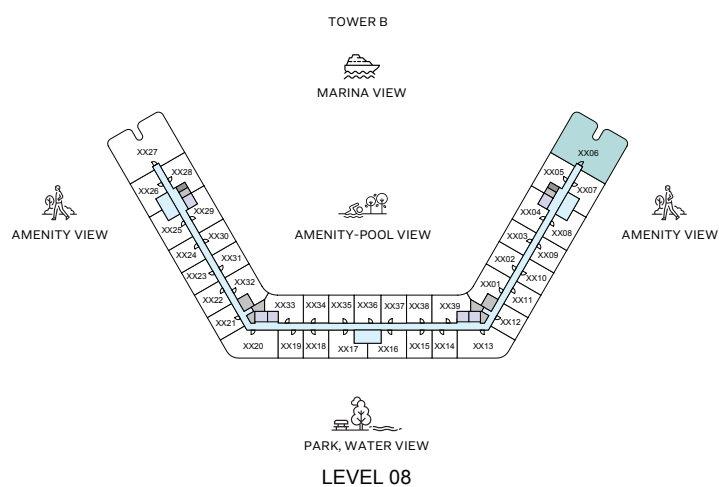 TOWER B
MARINA VIEW
XX27
XX06
XX28
XX05
XX26
XX07
XX29
XX04
XX25
XX08
XX30
XX03
XX24
XX09
XX31
XX02
XX23
XX10
XX32
XX01
XX22
XX11
XX33
XX34
XX35
XX36
XX37
XX38
XX39
XX21
XX12
XX20
XX19
XX18
XX17
XX16
XX15
XX14
XX13
AMENITY VIEW
AMENITY-POOL VIEW
AMENITY VIEW
PARK, WATER VIEW
LEVEL 08